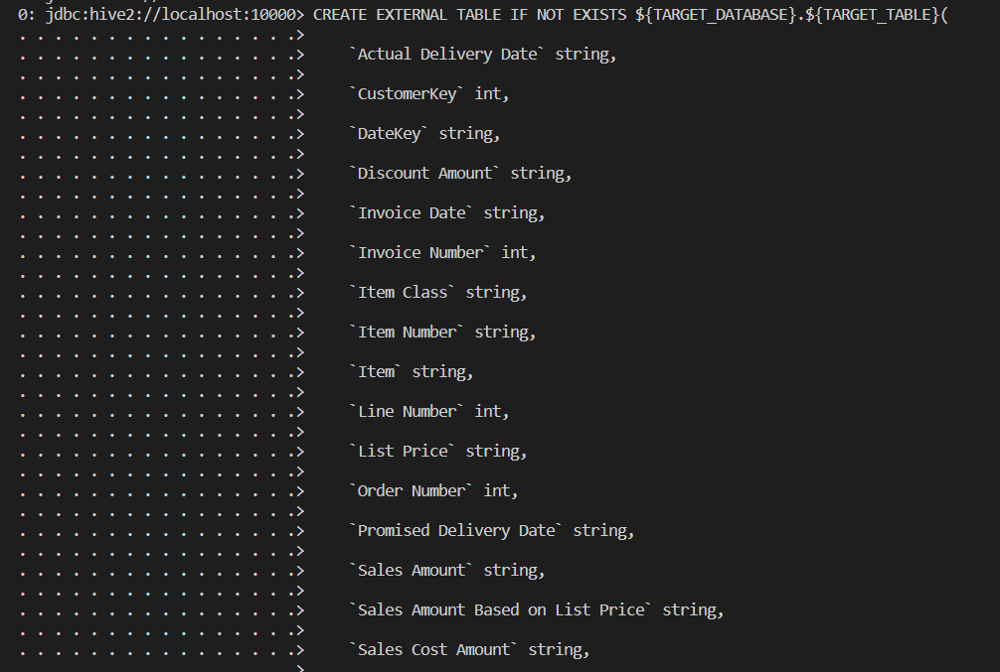 0: jdbc:hive2://localhost:10000> CREATE EXTERNAL TABLE IF NOT EXISTS ${TARGET_DATABASE}.${TARGET_TABLE}(
. . . . . . . . . . . . . . . .>
. . . . . . . . . . . . . . . .>     `Actual Delivery Date` string,
. . . . . . . . . . . . . . . .>
. . . . . . . . . . . . . . . .>     `CustomerKey` int,
. . . . . . . . . . . . . . . .>
. . . . . . . . . . . . . . . .>     `DateKey` string,
. . . . . . . . . . . . . . . .>
. . . . . . . . . . . . . . . .>     `Discount Amount` string,
. . . . . . . . . . . . . . . .>
. . . . . . . . . . . . . . . .>     `Invoice Date` string,
. . . . . . . . . . . . . . . .>
. . . . . . . . . . . . . . . .>     `Invoice Number` int,
. . . . . . . . . . . . . . . .>
. . . . . . . . . . . . . . . .>     `Item Class` string,
. . . . . . . . . . . . . . . .>
. . . . . . . . . . . . . . . .>     `Item Number` string,
. . . . . . . . . . . . . . . .>
. . . . . . . . . . . . . . . .>     `Item` string,
. . . . . . . . . . . . . . . .>
. . . . . . . . . . . . . . . .>     `Line Number` int,
. . . . . . . . . . . . . . . .>
. . . . . . . . . . . . . . . .>     `List Price` string,
. . . . . . . . . . . . . . . .>
. . . . . . . . . . . . . . . .>     `Order Number` int,
. . . . . . . . . . . . . . . .>
. . . . . . . . . . . . . . . .>     `Promised Delivery Date` string,
. . . . . . . . . . . . . . . .>
. . . . . . . . . . . . . . . .>     `Sales Amount` string,
. . . . . . . . . . . . . . . .>
. . . . . . . . . . . . . . . .>     `Sales Amount Based on List Price` string,
. . . . . . . . . . . . . . . .>
. . . . . . . . . . . . . . . .>     `Sales Cost Amount` string,